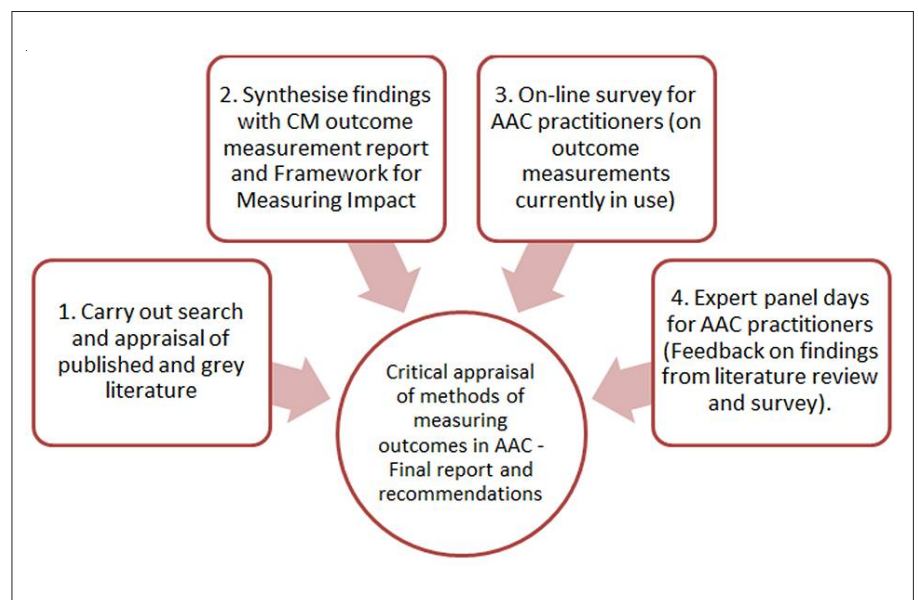 1. Carry out search
and appraisal of
published and grey
literature
2. Synthesise findings
with CM outcome
measurement report
and Framework for
Measuring Impact
3. On-line survey for
AAC practitioners (on
outcome
measurements
currently in use)
4. Expert panel days
for AAC practitioners
(Feedback on findings
from literature review
and survey).
Critical appraisal
of methods of
measuring
outcomes in AAC -
Final report and
recommendations